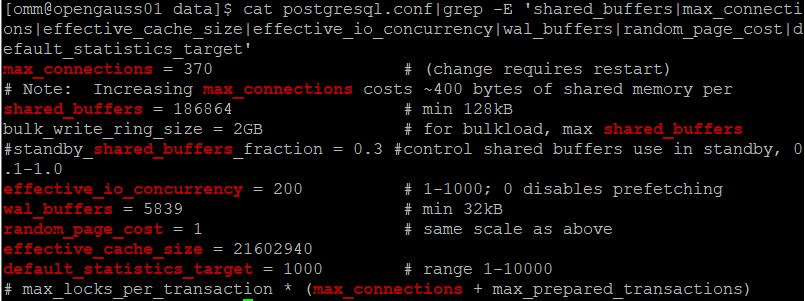 [omm@opengauss01 data]$ cat postgresql.conf|grep -E 'shared_buffers|max_connecti
ons|effective_cache_size|effective_io_concurrency|wal_buffers|random_page_cost|d
efault_statistics_target'
max_connections = 370                   # (change requires restart)
# Note:  Increasing max_connections costs ~400 bytes of shared memory per
shared_buffers = 186864                 # min 128kB
bulk_write_ring_size = 2GB              # for bulkload, max shared_buffers
#standby_shared_buffers_fraction = 0.3 #control shared buffers use in standby, 0
.1-1.0
effective_io_concurrency = 200          # 1-1000; 0 disables prefetching
wal_buffers = 5839                      # min 32kB
random_page_cost = 1                    # same scale as above
effective_cache_size = 21602940
default_statistics_target = 1000        # range 1-10000
# max_locks_per_transaction * (max_connections + max_prepared_transactions)